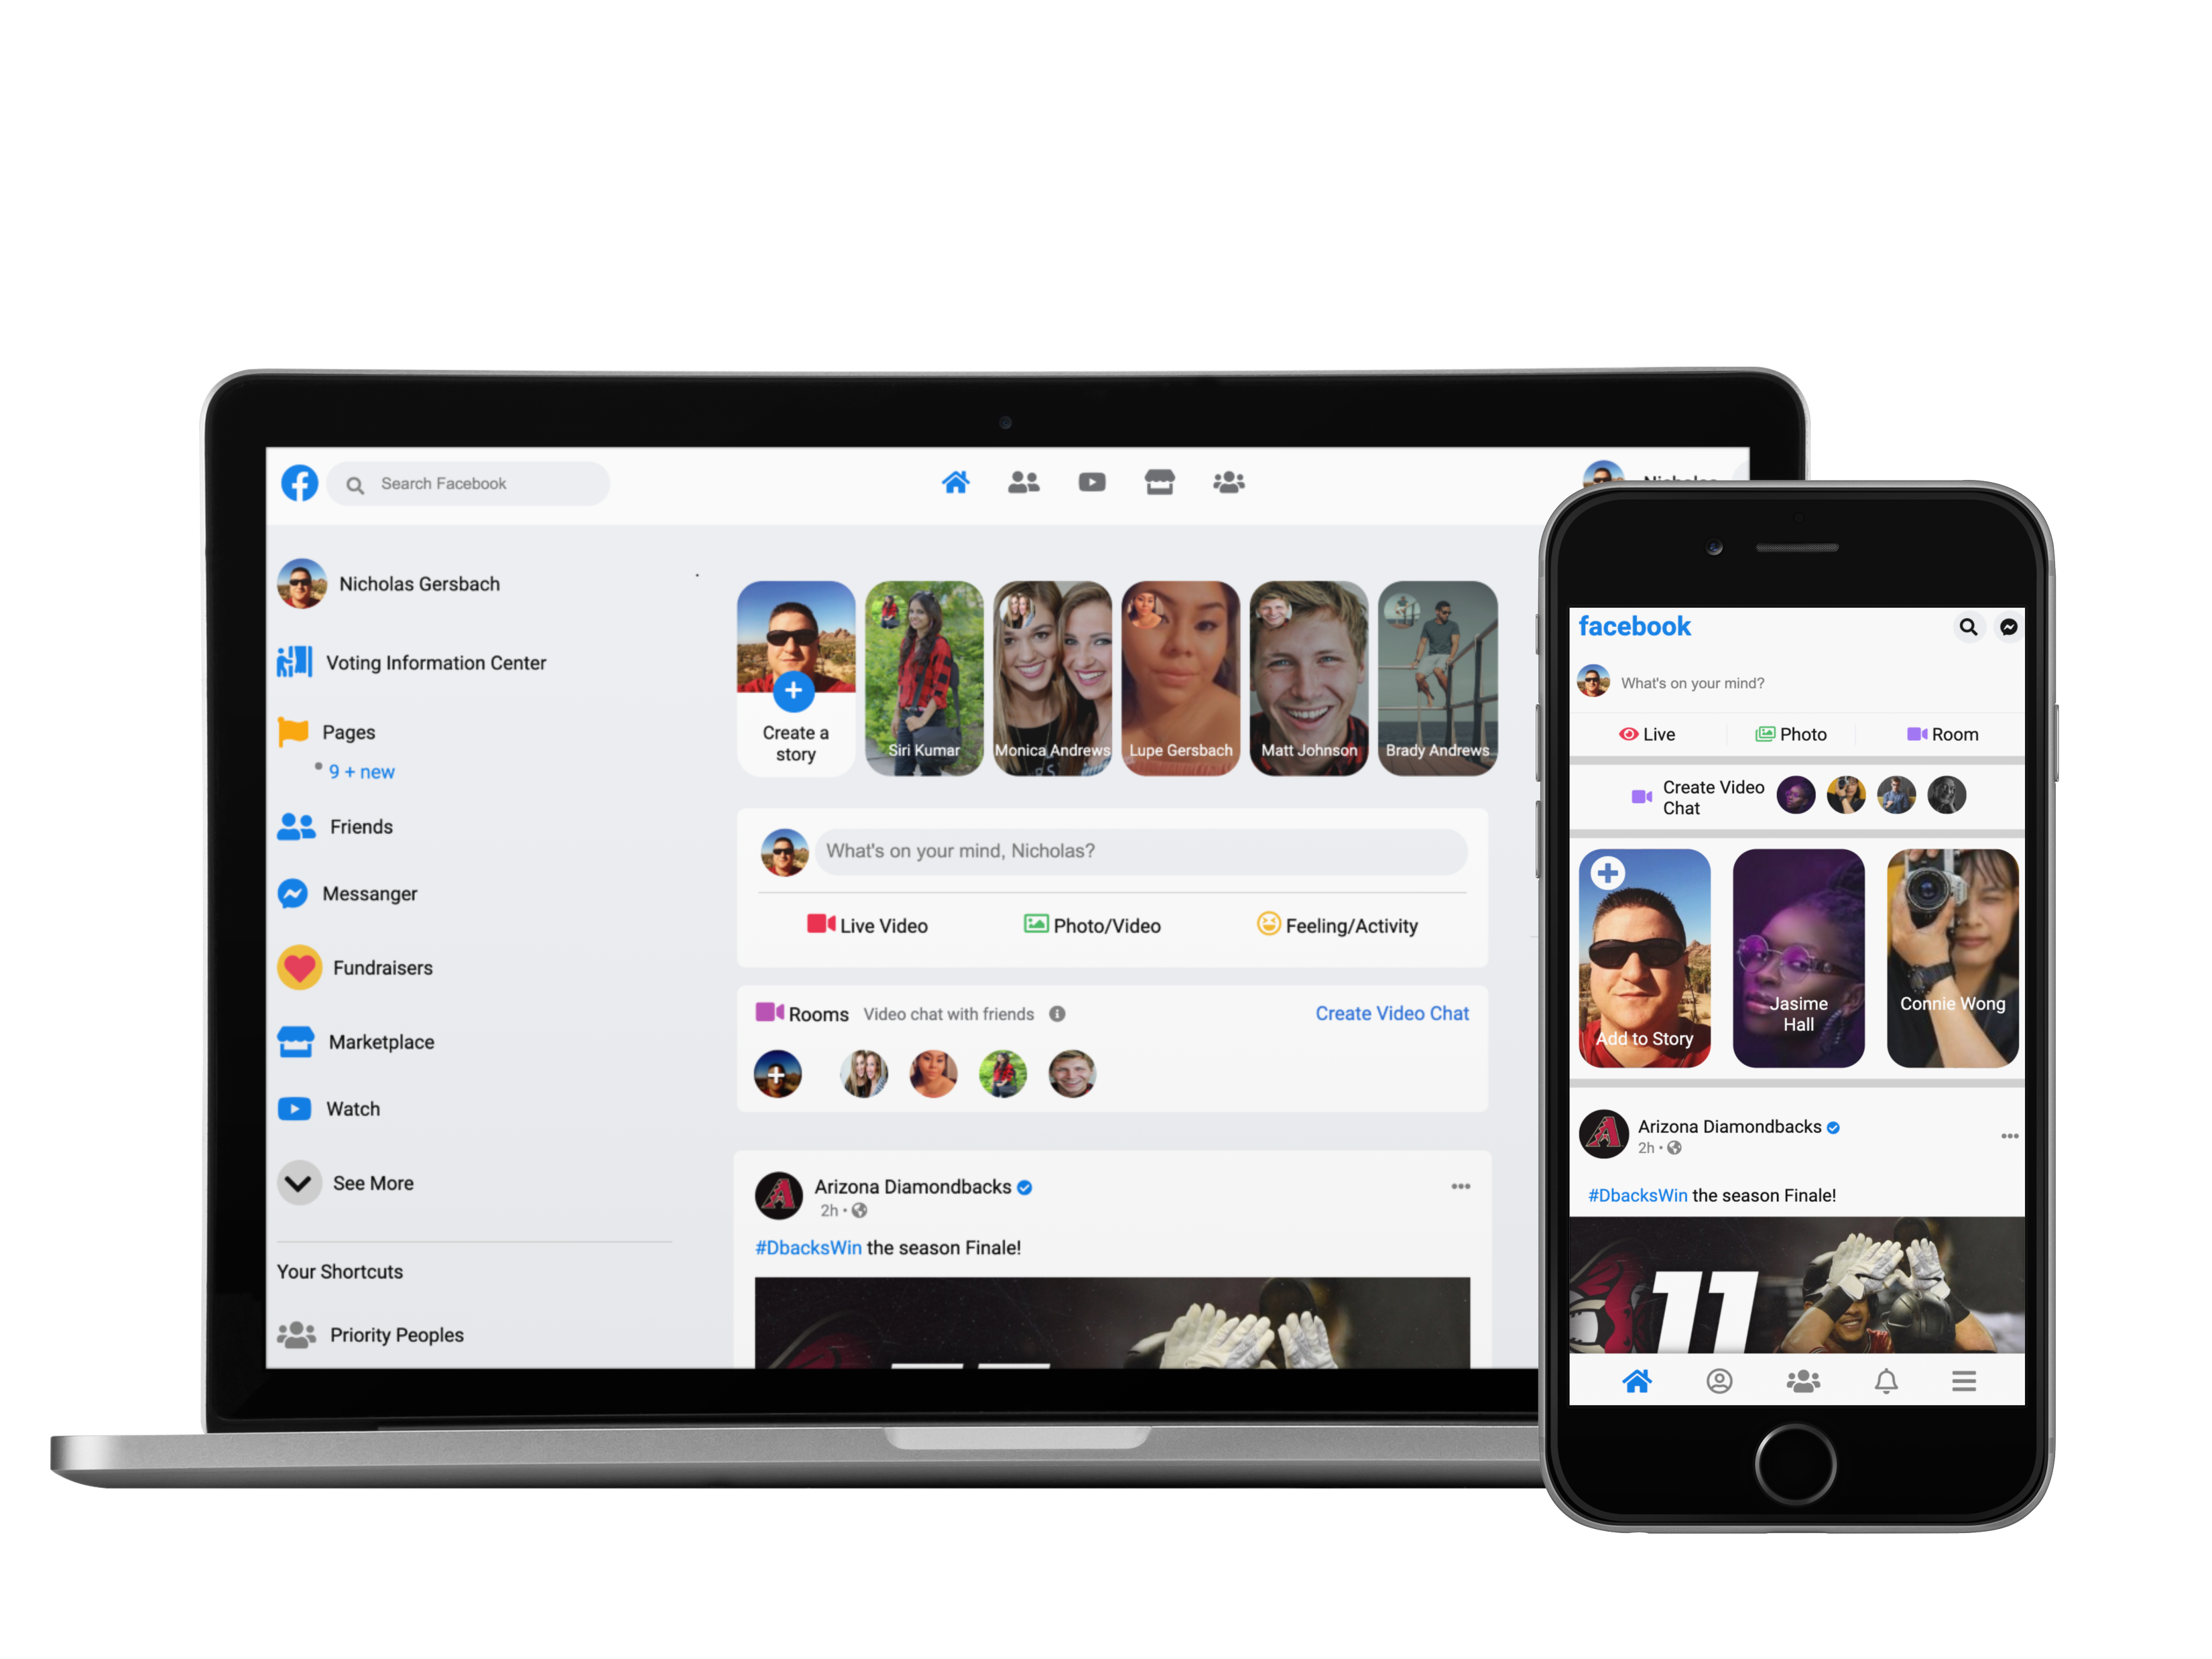 Search Facebook
Nicholas
Nicholas Gersbach
Voting Information Center
Pages
9 + new
Friends
Messanger
Fundraisers
Marketplace
Watch
See More
Your Shortcuts
Priority Peoples
Create a
story
Siri Kumar
Monica Andrews
Lupe Gersbach
Matt Johnson
Brady Andrews
What's on your mind, Nicholas?
Live Video
Photo/Video
Feeling/Activity
Rooms Video chat with friends
Create Video Chat
Arizona Diamondbacks
2h •
#DbacksWin the season Finale!
facebook
What's on your mind?
Live
Photo
Room
Create Video
Chat
Add to Story
Jasime
Hall
Connie Wong
Arizona Diamondbacks
2h •
#DbacksWin the season Finale!
11